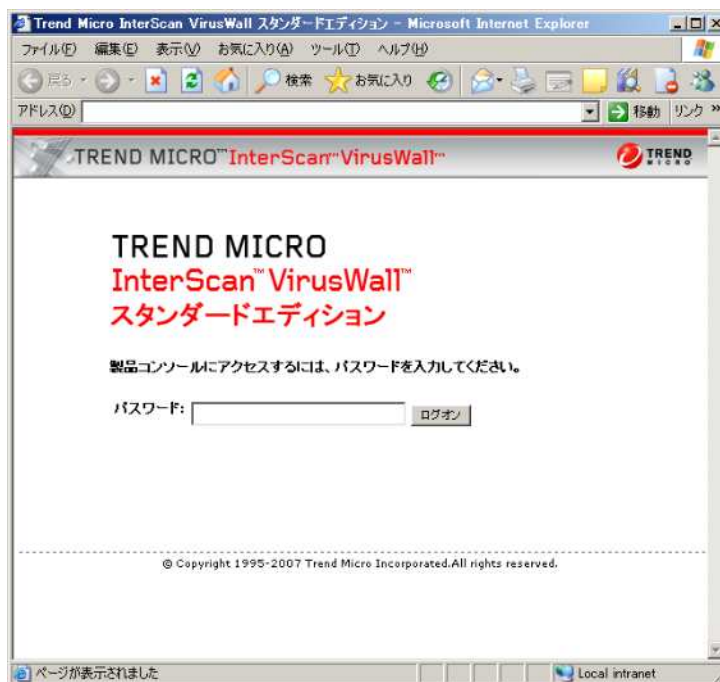 Trend Micro InterScan VirusWall スタンダードエディション - Microsoft Internet Explorer
ファイル(F) 編集(E) 表示(V) お気に入り(A) ツール(T) ヘルプ(H)
戻る 検索 お気に入り
アドレス(D) 移動 リンク »
TREND MICRO™ InterScan™ VirusWall™ TREND MICRO
TREND MICRO
InterScan™ VirusWall™
スタンダードエディション
製品コンソールにアクセスするには、パスワードを入力してください。
パスワード: ログオン
© Copyright 1995-2007 Trend Micro Incorporated.All rights reserved.
ページが表示されました Local intranet